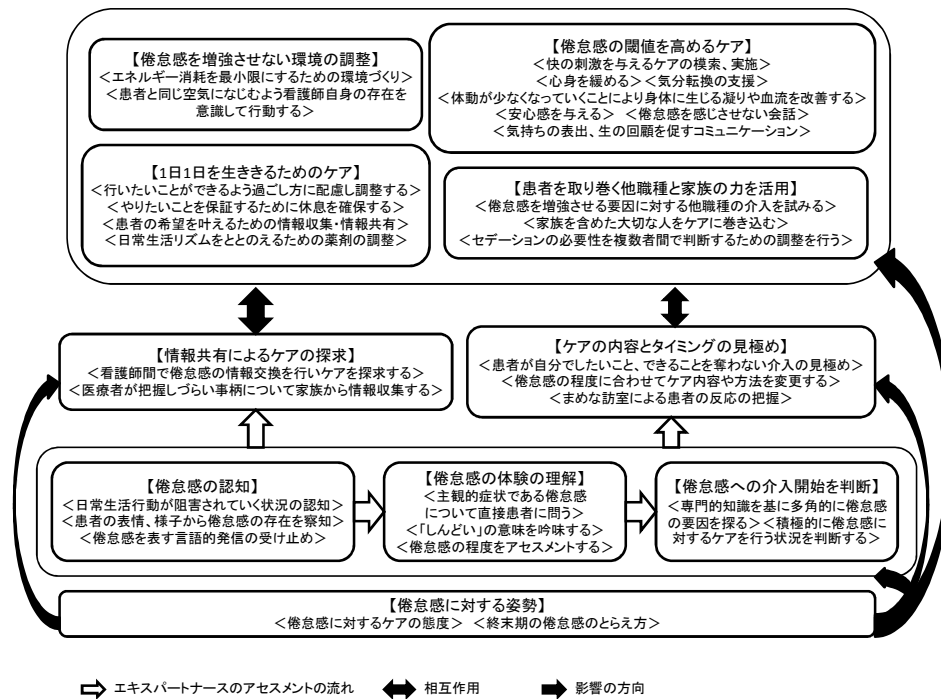 【倦怠感を増強させない環境の調整】
＜エネルギー消費を最小限にするための環境づくり＞
＜患者と同じ空気になじむよう看護師自身の存在を
意識して行動する＞
【倦怠感の閾値を高めるケア】
＜快の刺激を与えるケアの模索、実施＞
＜心身を緩める＞ ＜気分転換の支援＞
＜体動が少なくなっていくことにより身体に生じる凝りや血流を改善する＞
＜安心感を与える＞ ＜倦怠感を感じさせない会話＞
＜気持ちの表出、生の回顧を促すコミュニケーション＞
【1日1日を生ききるためのケア】
＜行いたいことができるよう過ごし方に配慮し調整する＞
＜やりたいことを保証するために休息を確保する＞
＜患者の希望を叶えるための情報収集・情報共有＞
＜日常生活リズムをととのえるための薬剤の調整＞
【患者を取り巻く他職種と家族の力を活用】
＜倦怠感を増強させる要因に対する他職種の介入を試みる＞
＜家族を含めた大切な人をケアに巻き込む＞
＜セデーションの必要性を複数者間で判断するための調整を行う＞
【情報共有によるケアの探求】
＜看護師間で倦怠感の情報交換を行いケアを探求する＞
＜医療者が把握しづらい事柄について家族から情報収集する＞
【ケアの内容とタイミングの見極め】
＜患者が自分でしたいこと、できることを奪わない介入の見極め＞
＜倦怠感の程度に合わせてケア内容や方法を変更する＞
＜まめな訪室による患者の反応の把握＞
【倦怠感の認知】
＜日常生活行動が阻害されていく状況の認知＞
＜患者の表情、様子から倦怠感の存在を察知＞
＜倦怠感を表す言語的発信の受け止め＞
【倦怠感の体験の理解】
＜主観的症状である倦怠感
について直接患者に問う＞
＜「しんどい」の意味を吟味する＞
＜倦怠感の程度をアセスメントする＞
【倦怠感への介入開始を判断】
＜専門的知識を基に多角的に倦怠感
の要因を探る＞ ＜積極的に倦怠感に
対するケアを行う状況を判断する＞
【倦怠感に対する姿勢】
＜倦怠感に対するケアの態度＞ ＜終末期の倦怠感のとらえ方＞
エキスパートナースのアセスメントの流れ 相互作用 影響の方向